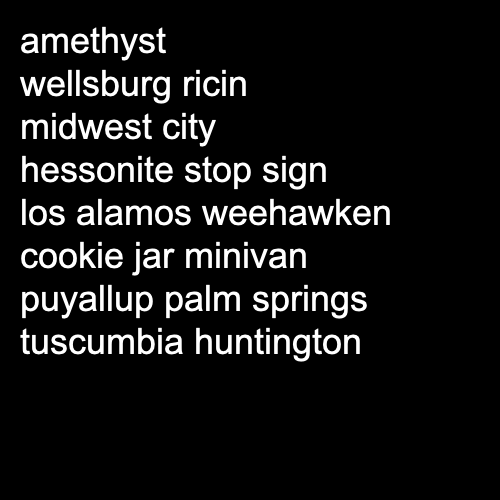 amethyst
wellsburg ricin
midwest city
hessonite stop sign
los alamos weehawken
cookie jar minivan
puyallup palm springs
tuscumbia huntington